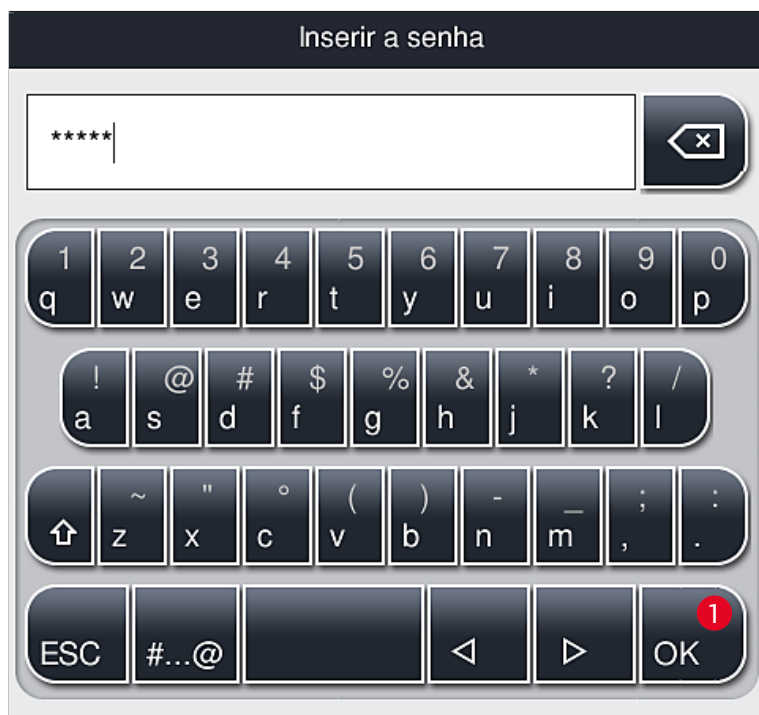 Inserir a senha
*****
1 2 3 4 5 6 7 8 9 0
q w e r t y u i o p
! @ # $ % & * ? /
a s d f g h j k l
~ " ° ( ) - _ ; :
z x c v b n m , .
1
ESC #...@ OK